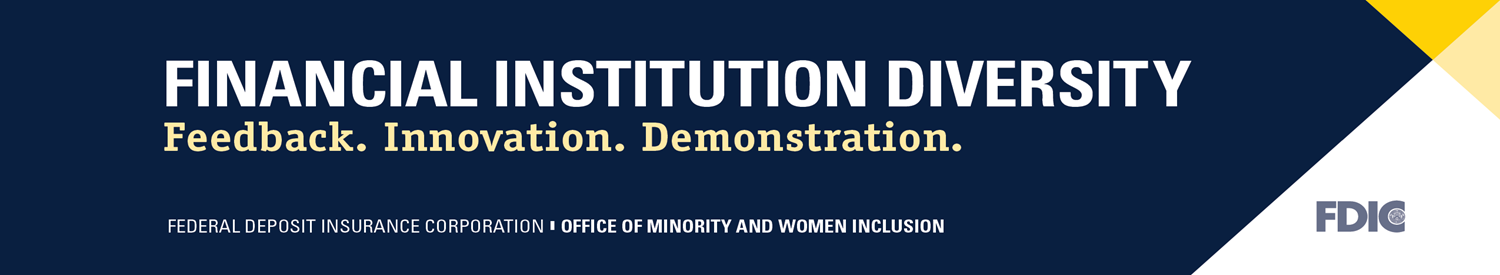 FINANCIAL INSTITUTION DIVERSITY
Feedback. Innovation. Demonstration.
FEDERAL DEPOSIT INSURANCE CORPORATION ▪ OFFICE OF MINORITY AND WOMEN INCLUSION
FDIC